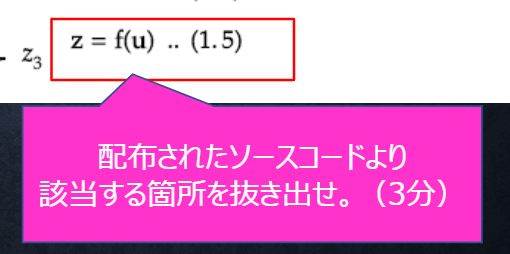 z₃
z = f(u) .. (1.5)
配布されたソースコードより
該当する箇所を抜き出せ。（3分）